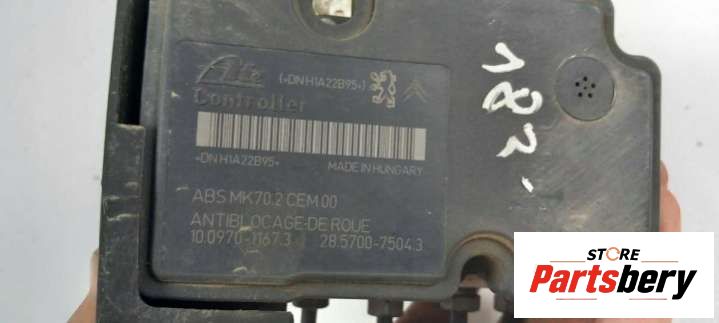 Ate
(*DNH1A22B95*)
Controller
*DNH1A22B95*
MADE IN HUNGARY
ABS MK70.2 CEM.00
ANTIBLOCAGE-DE ROUE
10.0970-1167.3 28.5700-7504.3
183.
STORE
Partsbery